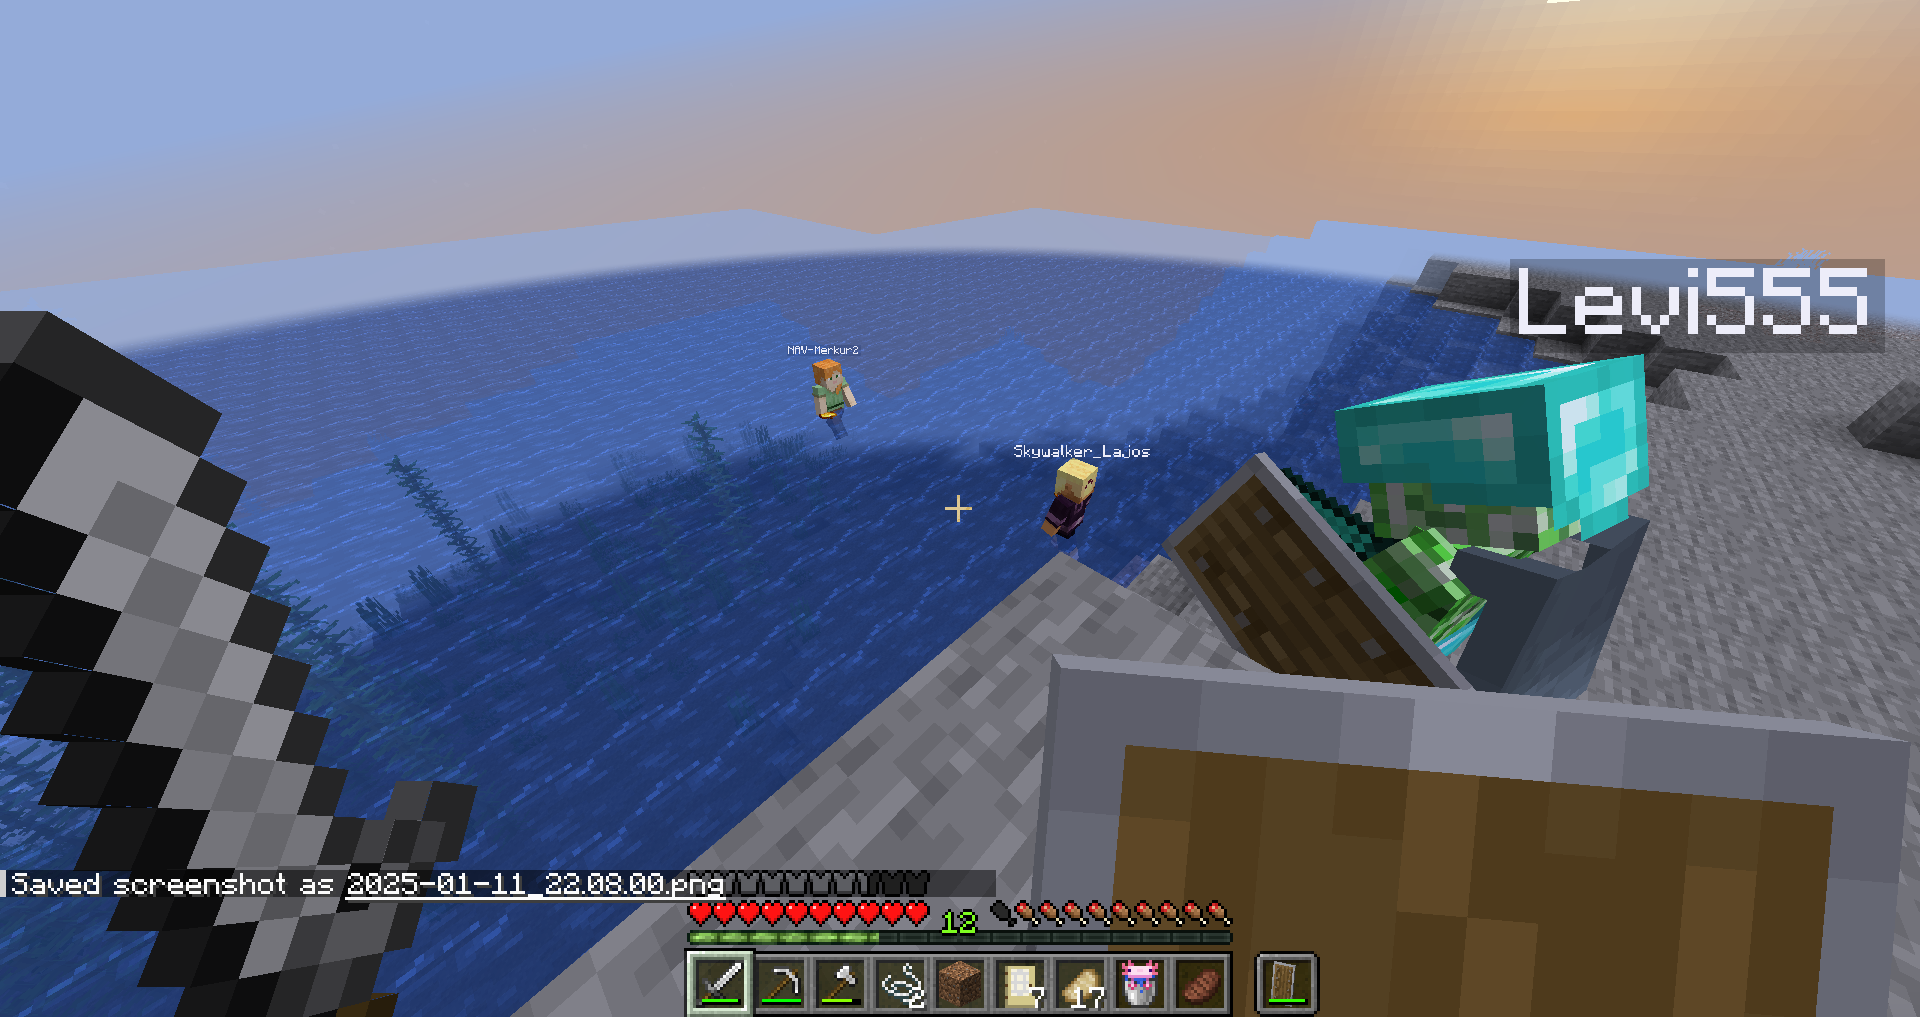 Levi555
NAV-Merkur2
Skywalker_Lajos
Saved screenshot as 2025-01-11_22.08.00.png
12
2
7
17